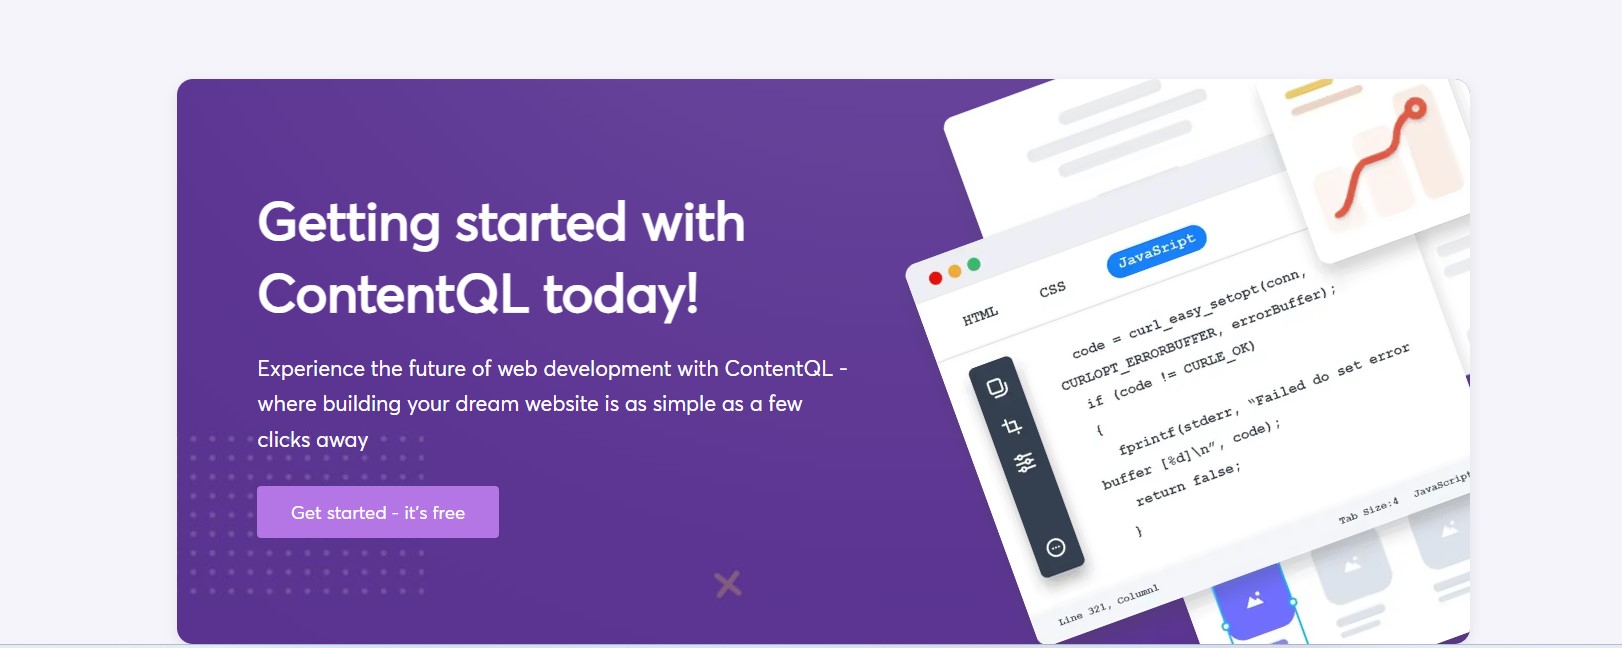 Getting started with
ContentQL today!
Experience the future of web development with ContentQL -
where building your dream website is as simple as a few
clicks away
Get started - it's free
HTML
CSS
JavaSript
code = curl_easy_setopt(conn,
CURLOPT_ERRORBUFFER, errorBuffer);
if (code != CURLE_OK)
{
fprintf(stderr, “Failed do set error
buffer [%d]\n”, code);
return false;
}
Line 321, Column1
Tab Size:4
JavaScript